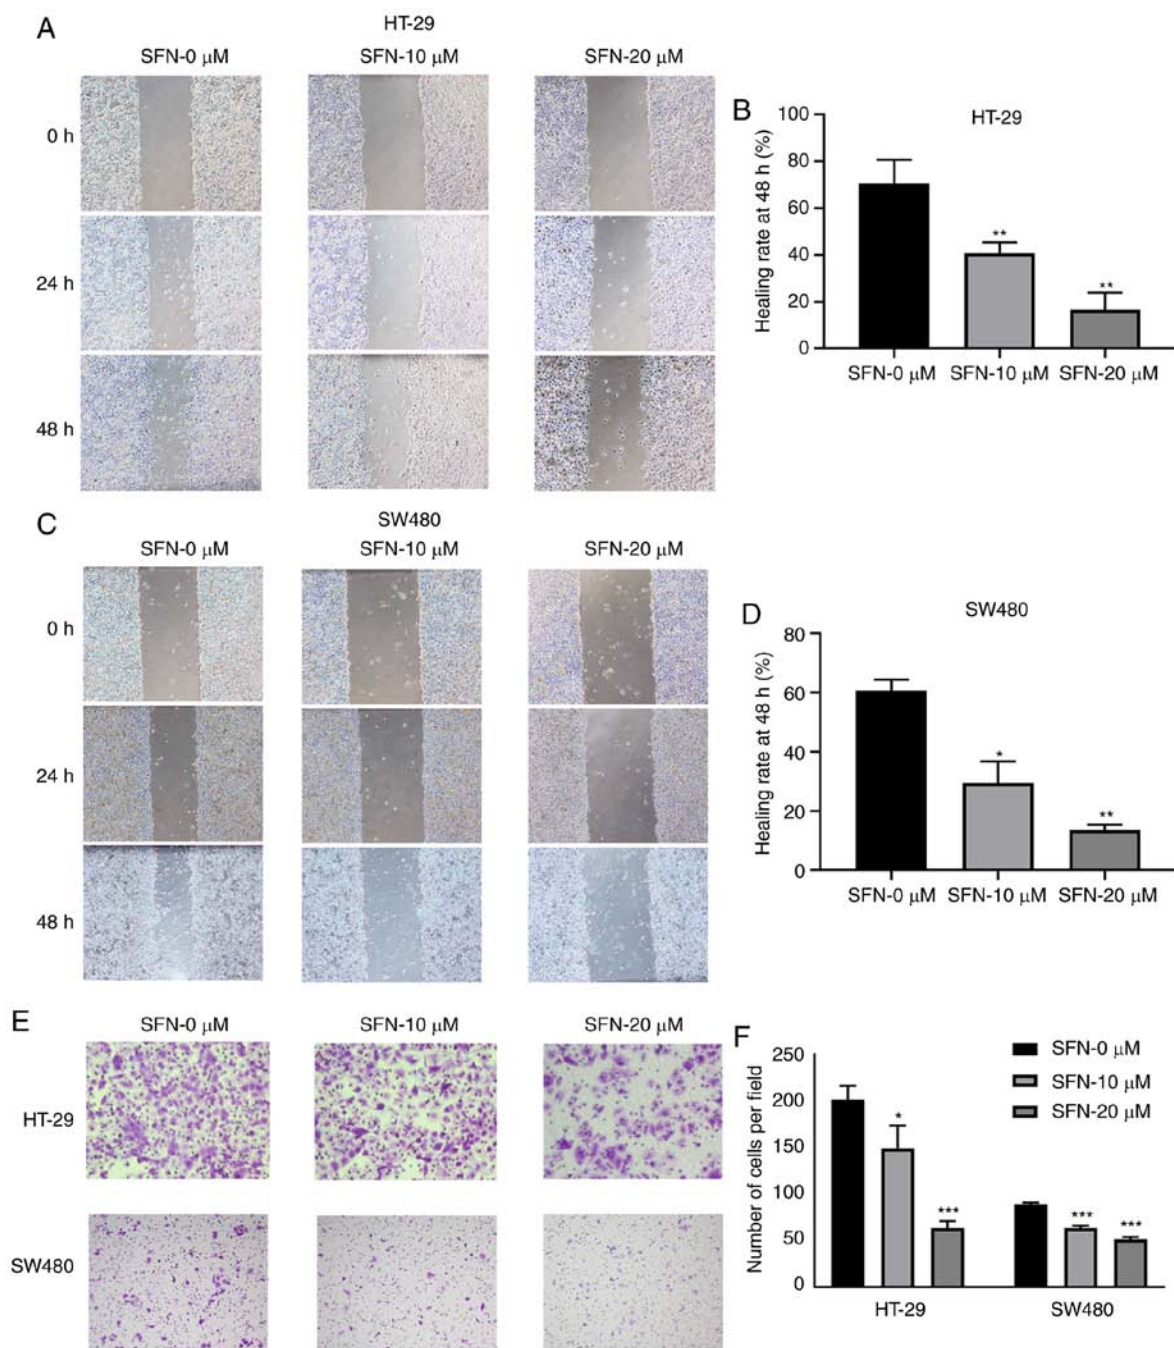 A
HT-29
SFN-0 μM SFN-10 μM SFN-20 μM
0 h
24 h
48 h
B
HT-29
Healing rate at 48 h (%)
100
80
60
40
20
0
**
**
SFN-0 μM SFN-10 μM SFN-20 μM
C
SW480
SFN-0 μM SFN-10 μM SFN-20 μM
0 h
24 h
48 h
D
SW480
Healing rate at 48 h (%)
80
60
40
20
0
*
**
SFN-0 μM SFN-10 μM SFN-20 μM
E
SFN-0 μM SFN-10 μM SFN-20 μM
HT-29
SW480
F
SFN-0 μM
SFN-10 μM
SFN-20 μM
Number of cells per field
250
200
150
100
50
0
*
***
***
***
HT-29 SW480